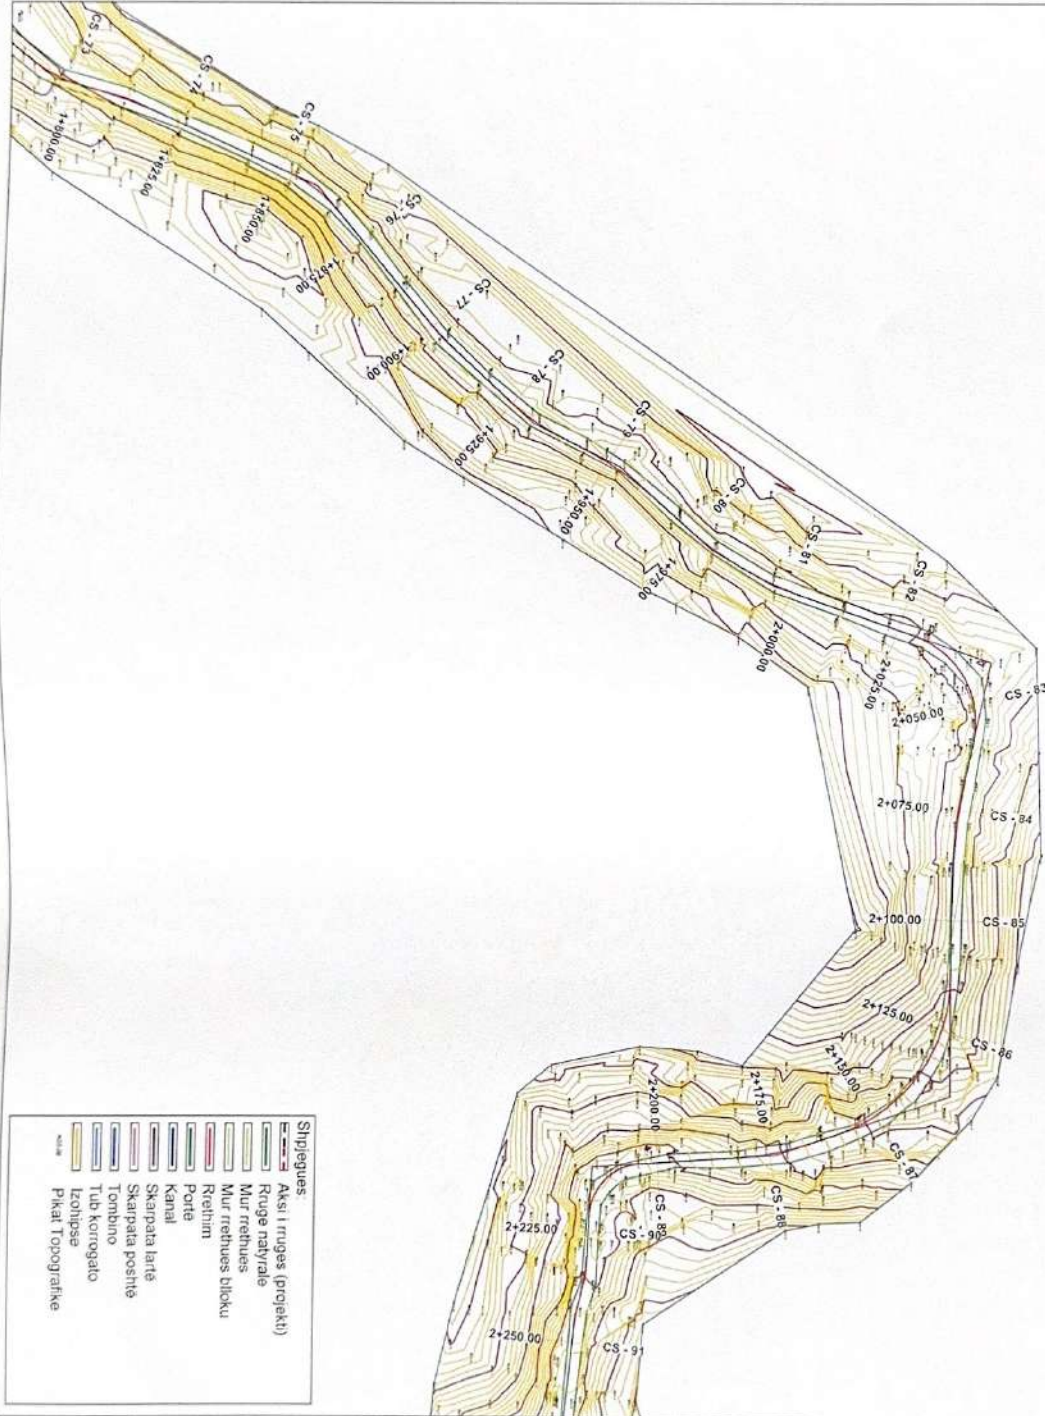 CS - 73
CS - 74
CS - 75
CS - 76
CS - 77
CS - 78
CS - 79
CS - 80
CS - 81
CS - 82
CS - 83
CS - 84
CS - 85
CS - 86
CS - 87
CS - 88
CS - 89
CS - 90
CS - 91
1+800.00
1+825.00
1+850.00
1+875.00
1+900.00
1+925.00
1+950.00
1+975.00
2+000.00
2+025.00
2+050.00
2+075.00
2+100.00
2+125.00
2+150.00
2+175.00
2+200.00
2+225.00
2+250.00
Shpjegues:
Aksi i rruges (projekti)
Rruge natyrale
Mur rrethues
Mur rrethues blloku
Rrethim
Portë
Kanal
Skarpata lartë
Skarpata poshtë
Tombino
Tub korrogato
Izohipse
Pikat Topografike